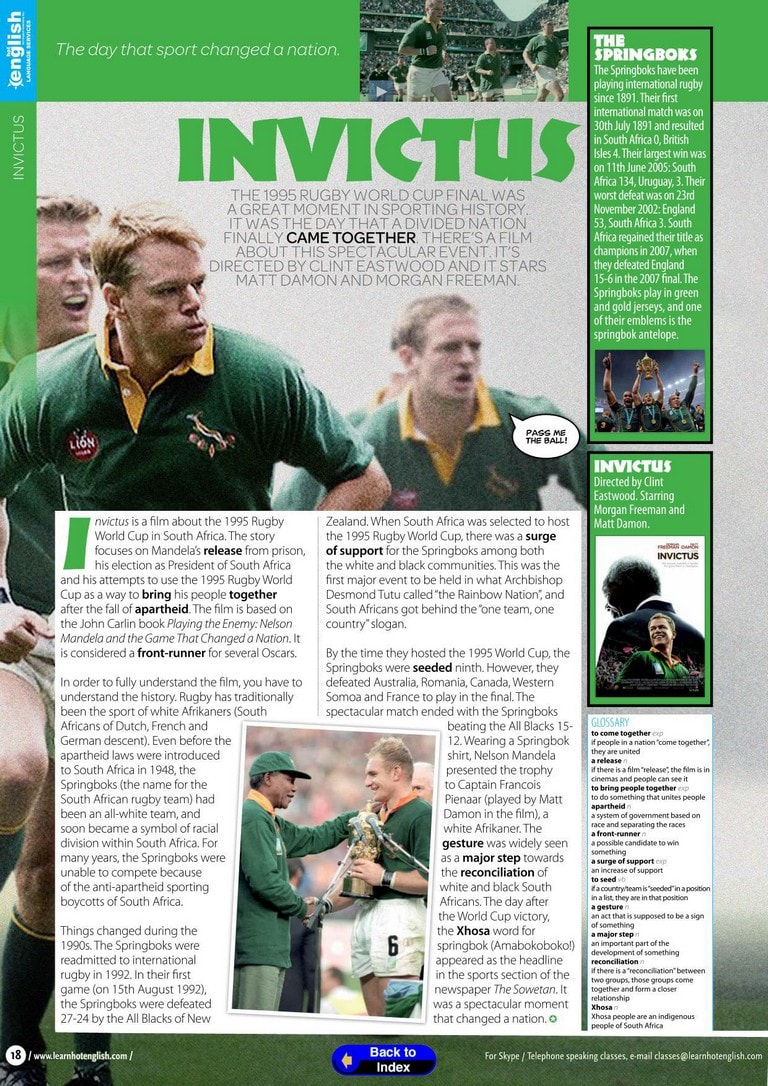 english
LANGUAGE SERVICES
INVICTUS
The day that sport changed a nation.
INVICTUS
THE 1995 RUGBY WORLD CUP FINAL WAS
A GREAT MOMENT IN SPORTING HISTORY.
IT WAS THE DAY THAT A DIVIDED NATION
FINALLY CAME TOGETHER. THERE'S A FILM
ABOUT THIS SPECTACULAR EVENT. IT'S
DIRECTED BY CLINT EASTWOOD AND IT STARS
MATT DAMON AND MORGAN FREEMAN.
LION
PASS ME
THE BALL!
Invictus is a film about the 1995 Rugby
World Cup in South Africa. The story
focuses on Mandela's release from prison,
his election as President of South Africa
and his attempts to use the 1995 Rugby World
Cup as a way to bring his people together
after the fall of apartheid. The film is based on
the John Carlin book Playing the Enemy: Nelson
Mandela and the Game That Changed a Nation. It
is considered a front-runner for several Oscars.
In order to fully understand the film, you have to
understand the history. Rugby has traditionally
been the sport of white Afrikaners (South
Africans of Dutch, French and
German descent). Even before the
apartheid laws were introduced
to South Africa in 1948, the
Springboks (the name for the
South African rugby team) had
been an all-white team, and
soon became a symbol of racial
division within South Africa. For
many years, the Springboks were
unable to compete because
of the anti-apartheid sporting
boycotts of South Africa.
Things changed during the
1990s. The Springboks were
readmitted to international
rugby in 1992. In their first
game (on 15th August 1992),
the Springboks were defeated
27-24 by the All Blacks of New
Zealand. When South Africa was selected to host
the 1995 Rugby World Cup, there was a surge
of support for the Springboks among both
the white and black communities. This was the
first major event to be held in what Archbishop
Desmond Tutu called "the Rainbow Nation", and
South Africans got behind the "one team, one
country" slogan.
By the time they hosted the 1995 World Cup, the
Springboks were seeded ninth. However, they
defeated Australia, Romania, Canada, Western
Somoa and France to play in the final. The
spectacular match ended with the Springboks
beating the All Blacks 15-
12. Wearing a Springbok
shirt, Nelson Mandela
presented the trophy
to Captain Francois
Pienaar (played by Matt
Damon in the film), a
white Afrikaner. The
gesture was widely seen
as a major step towards
the reconciliation of
white and black South
Africans. The day after
the World Cup victory,
the Xhosa word for
springbok (Amabokoboko!)
appeared as the headline
in the sports section of the
newspaper The Sowetan. It
was a spectacular moment
that changed a nation.
6
THE
SPRINGBOKS
The Springboks have been
playing international rugby
since 1891. Their first
international match was on
30th July 1891 and resulted
in South Africa 0, British
Isles 4. Their largest win was
on 11th June 2005: South
Africa 134, Uruguay, 3. Their
worst defeat was on 23rd
November 2002: England
53, South Africa 3. South
Africa regained their title as
champions in 2007, when
they defeated England
15-6 in the 2007 final. The
Springboks play in green
and gold jerseys, and one
of their emblems is the
springbok antelope.
INVICTUS
Directed by Clint
Eastwood. Starring
Morgan Freeman and
Matt Damon.
FREEMAN DAMON
INVICTUS
GLOSSARY
to come together exp
if people in a nation "come together",
they are united
a release n
if there is a film "release", the film is in
cinemas and people can see it
to bring people together exp
to do something that unites people
apartheid n
a system of government based on
race and separating the races
a front-runner n
a possible candidate to win
something
a surge of support exp
an increase of support
to seed vb
if a country/team is "seeded" in a position
in a list, they are in that position
a gesture n
an act that is supposed to be a sign
of something
a major step n
an important part of the
development of something
reconciliation n
if there is a "reconciliation" between
two groups, those groups come
together and form a closer
relationship
Xhosa n
Xhosa people are an indigenous
people of South Africa
18 / www.learnhotenglish.com /
Back to
Index
For Skype / Telephone speaking classes, e-mail classes@learnhotenglish.com